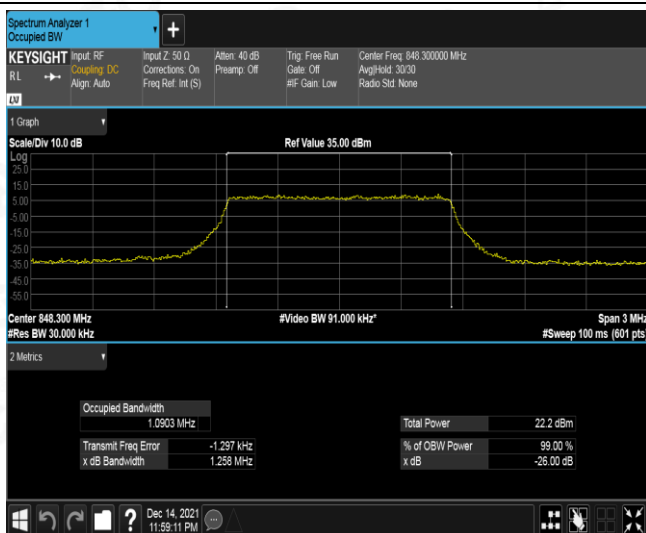 Spectrum Analyzer 1
Occupied BW
+
KEYSIGHT Input: RF Input Z: 50 Ω Atten: 40 dB Trig: Free Run Center Freq: 848.300000 MHz
R L Coupling: DC Corrections: On Preamp: Off Gate: Off Avg|Hold: 30/30
Align: Auto Freq Ref: Int (S) #IF Gain: Low Radio Std: None
LXI
1 Graph
Scale/Div 10.0 dB Ref Value 35.00 dBm
Log
25.0
15.0
5.00
-5.00
-15.0
-25.0
-35.0
-45.0
-55.0
Center 848.300 MHz #Video BW 91.000 kHz* Span 3 MHz
#Res BW 30.000 kHz #Sweep 100 ms (601 pts
2 Metrics
Occupied Bandwidth
1.0903 MHz Total Power 22.2 dBm
Transmit Freq Error -1.297 kHz % of OBW Power 99.00 %
x dB Bandwidth 1.258 MHz x dB -26.00 dB
? Dec 14, 2021
11:59:11 PM